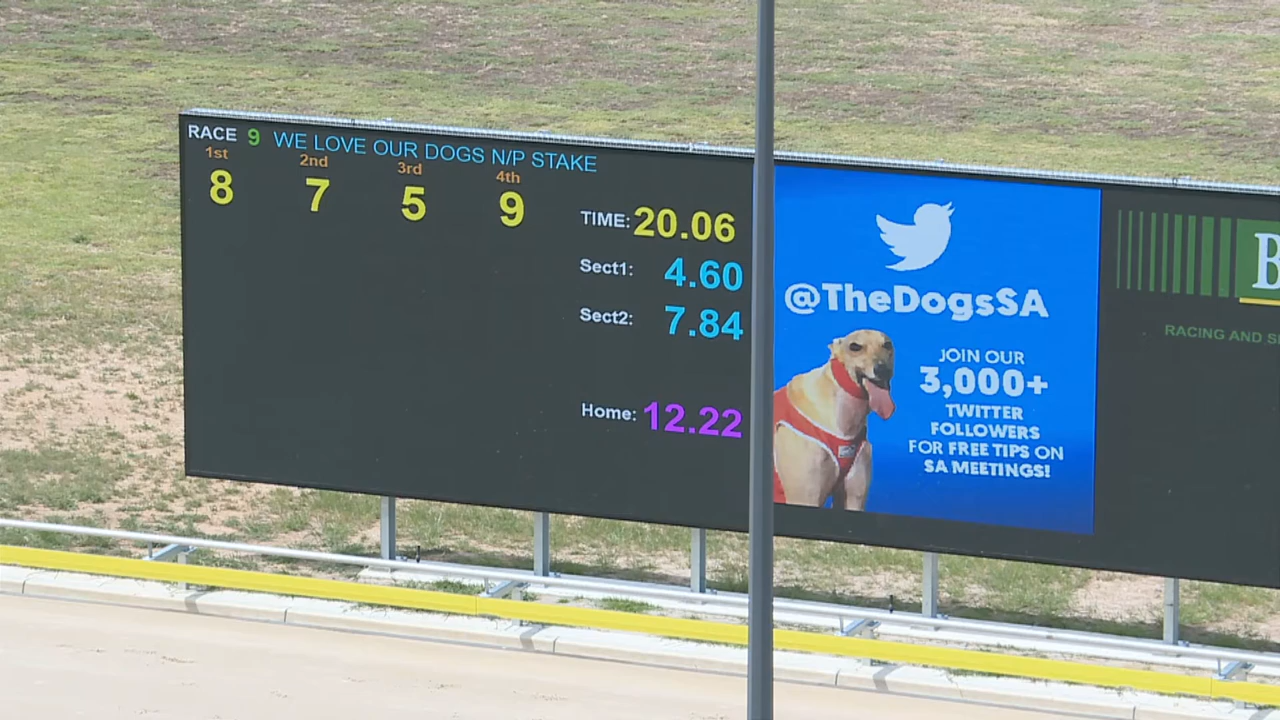 RACE 9 WE LOVE OUR DOGS N/P STAKE
1st 2nd 3rd 4th
8 7 5 9
TIME: 20.06
Sect1: 4.60
Sect2: 7.84
Home: 12.22
@TheDogsSA
JOIN OUR
3,000+
TWITTER
FOLLOWERS
FOR FREE TIPS ON
SA MEETINGS!
B
RACING AND